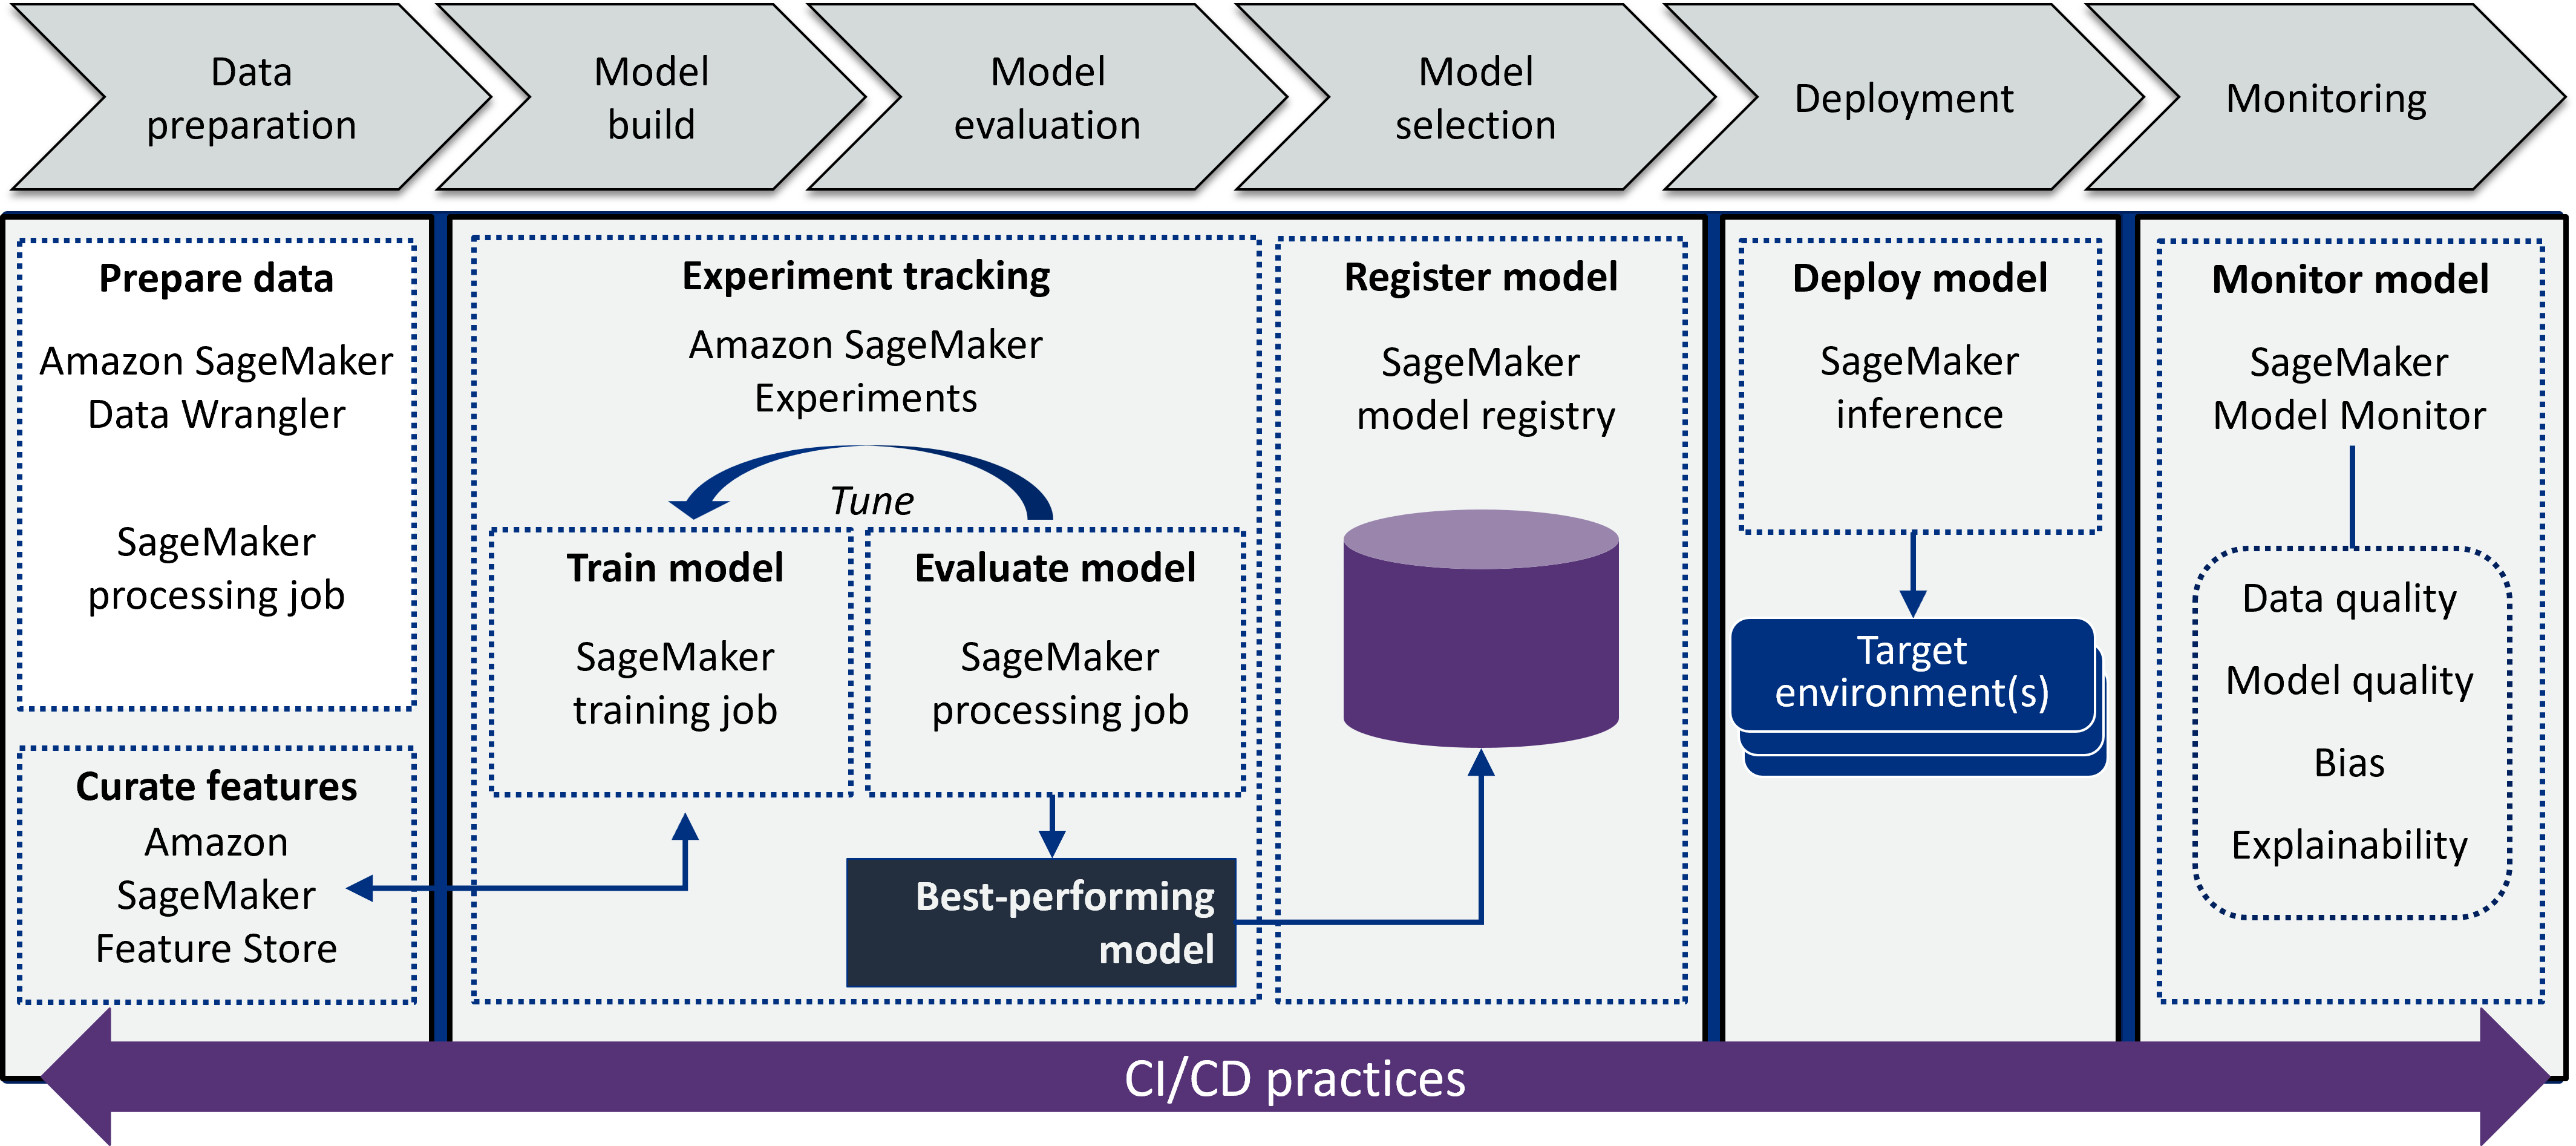 Data
preparation
Model
build
Model
evaluation
Model
selection
Deployment
Monitoring
Prepare data
Amazon SageMaker
Data Wrangler
SageMaker
processing job
Curate features
Amazon
SageMaker
Feature Store
Experiment tracking
Amazon SageMaker
Experiments
Tune
Train model
SageMaker
training job
Evaluate model
SageMaker
processing job
Best-performing
model
Register model
SageMaker
model registry
Deploy model
SageMaker
inference
Target
environment(s)
Monitor model
SageMaker
Model Monitor
Data quality
Model quality
Bias
Explainability
CI/CD practices